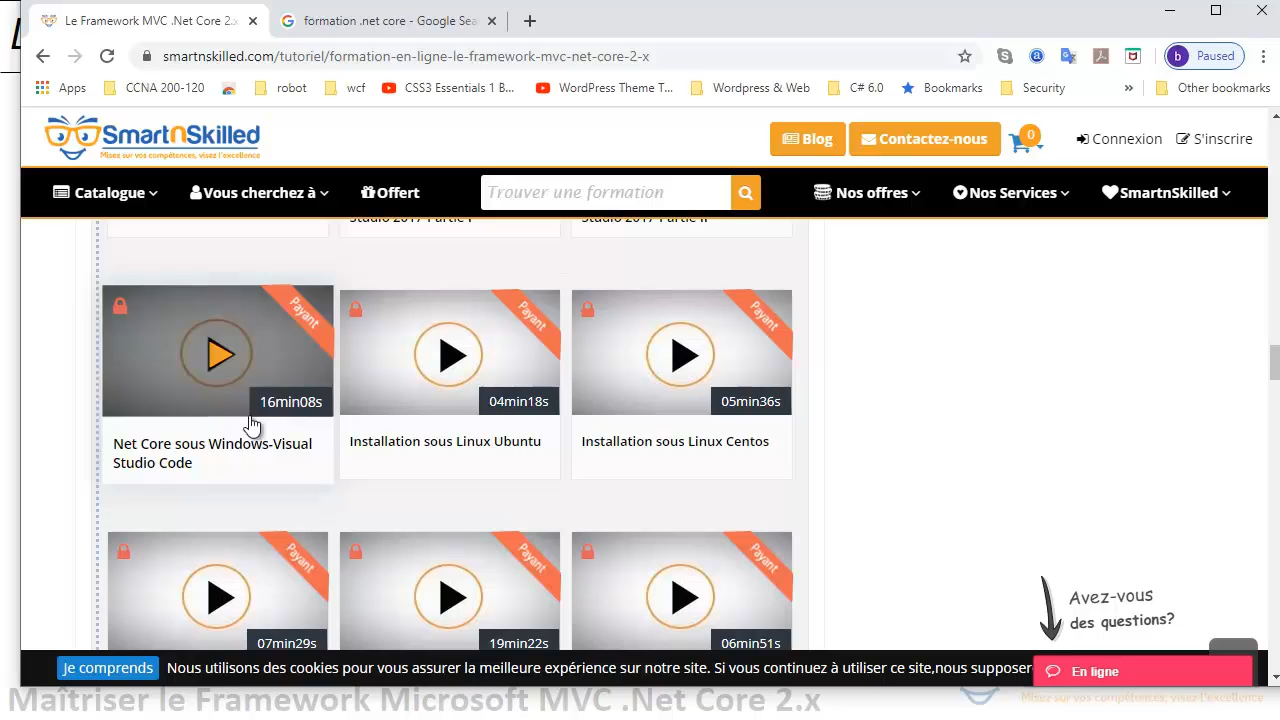 Le Framework MVC .Net Core 2.x
formation .net core - Google Sea
smartnskilled.com/tutoriel/formation-en-ligne-le-framework-mvc-net-core-2-x
b Paused
Apps CCNA 200-120 robot wcf CSS3 Essentials 1 B... WordPress Theme T... Wordpress & Web C# 6.0 Bookmarks Security » Other bookmarks
SmartnSkilled
Misez sur vos compétences, visez l'excellence
Blog Contactez-nous 0 Connexion S'inscrire
Catalogue Vous cherchez à Offert Trouver une formation Nos offres Nos Services SmartnSkilled
Studio 2017 Partie I Studio 2017 Partie II
Payant Payant Payant
16min08s 04min18s 05min36s
Net Core sous Windows-Visual
Studio Code
Installation sous Linux Ubuntu
Installation sous Linux Centos
Payant Payant Payant
07min29s 19min22s 06min51s
Avez-vous
des questions?
Je comprends Nous utilisons des cookies pour vous assurer la meilleure expérience sur notre site. Si vous continuez à utiliser ce site,nous supposer
En ligne
Maîtriser le Framework Microsoft MVC .Net Core 2.x
Misez sur vos compétences, visez l'excellence